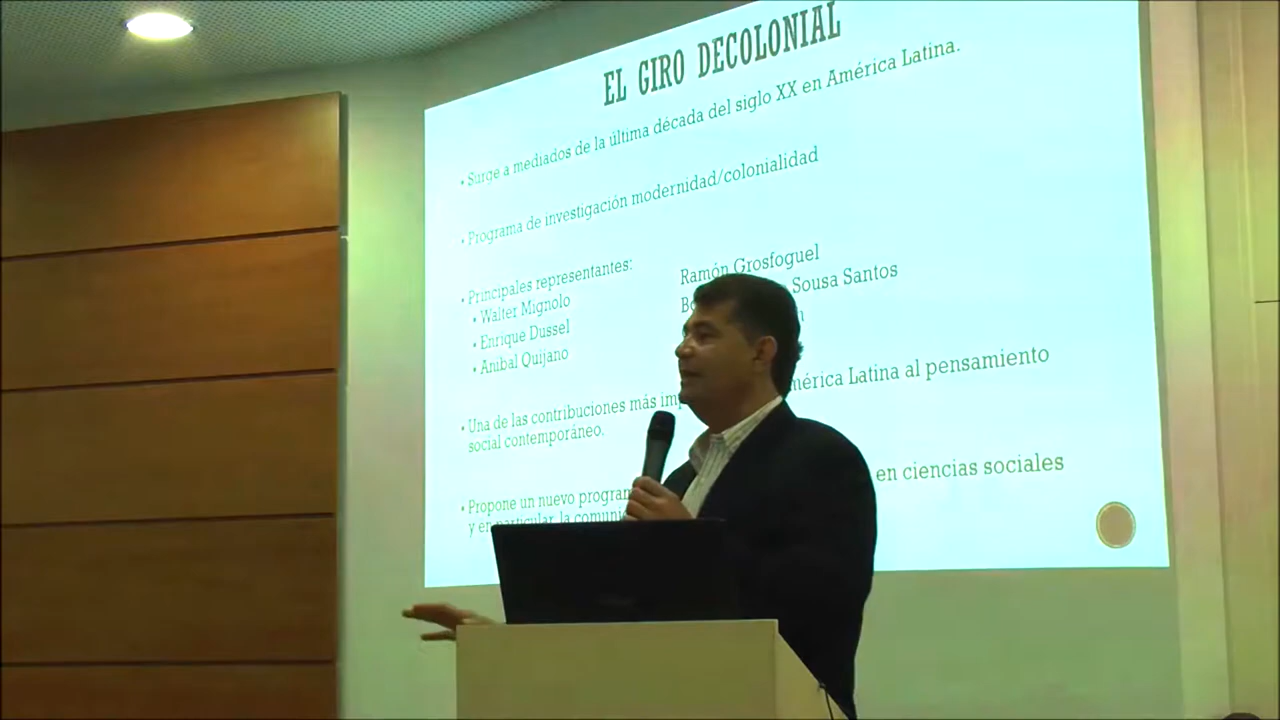 EL GIRO DECOLONIAL
• Surge a mediados de la última década del siglo XX en América Latina.
• Programa de investigación modernidad/colonialidad
• Principales representantes:
• Walter Mignolo
• Enrique Dussel
• Aníbal Quijano
Ramón Grosfoguel
Sousa Santos
• Una de las contribuciones más América Latina al pensamiento
social contemporáneo.
• Propone un nuevo en ciencias sociales
y en particular la